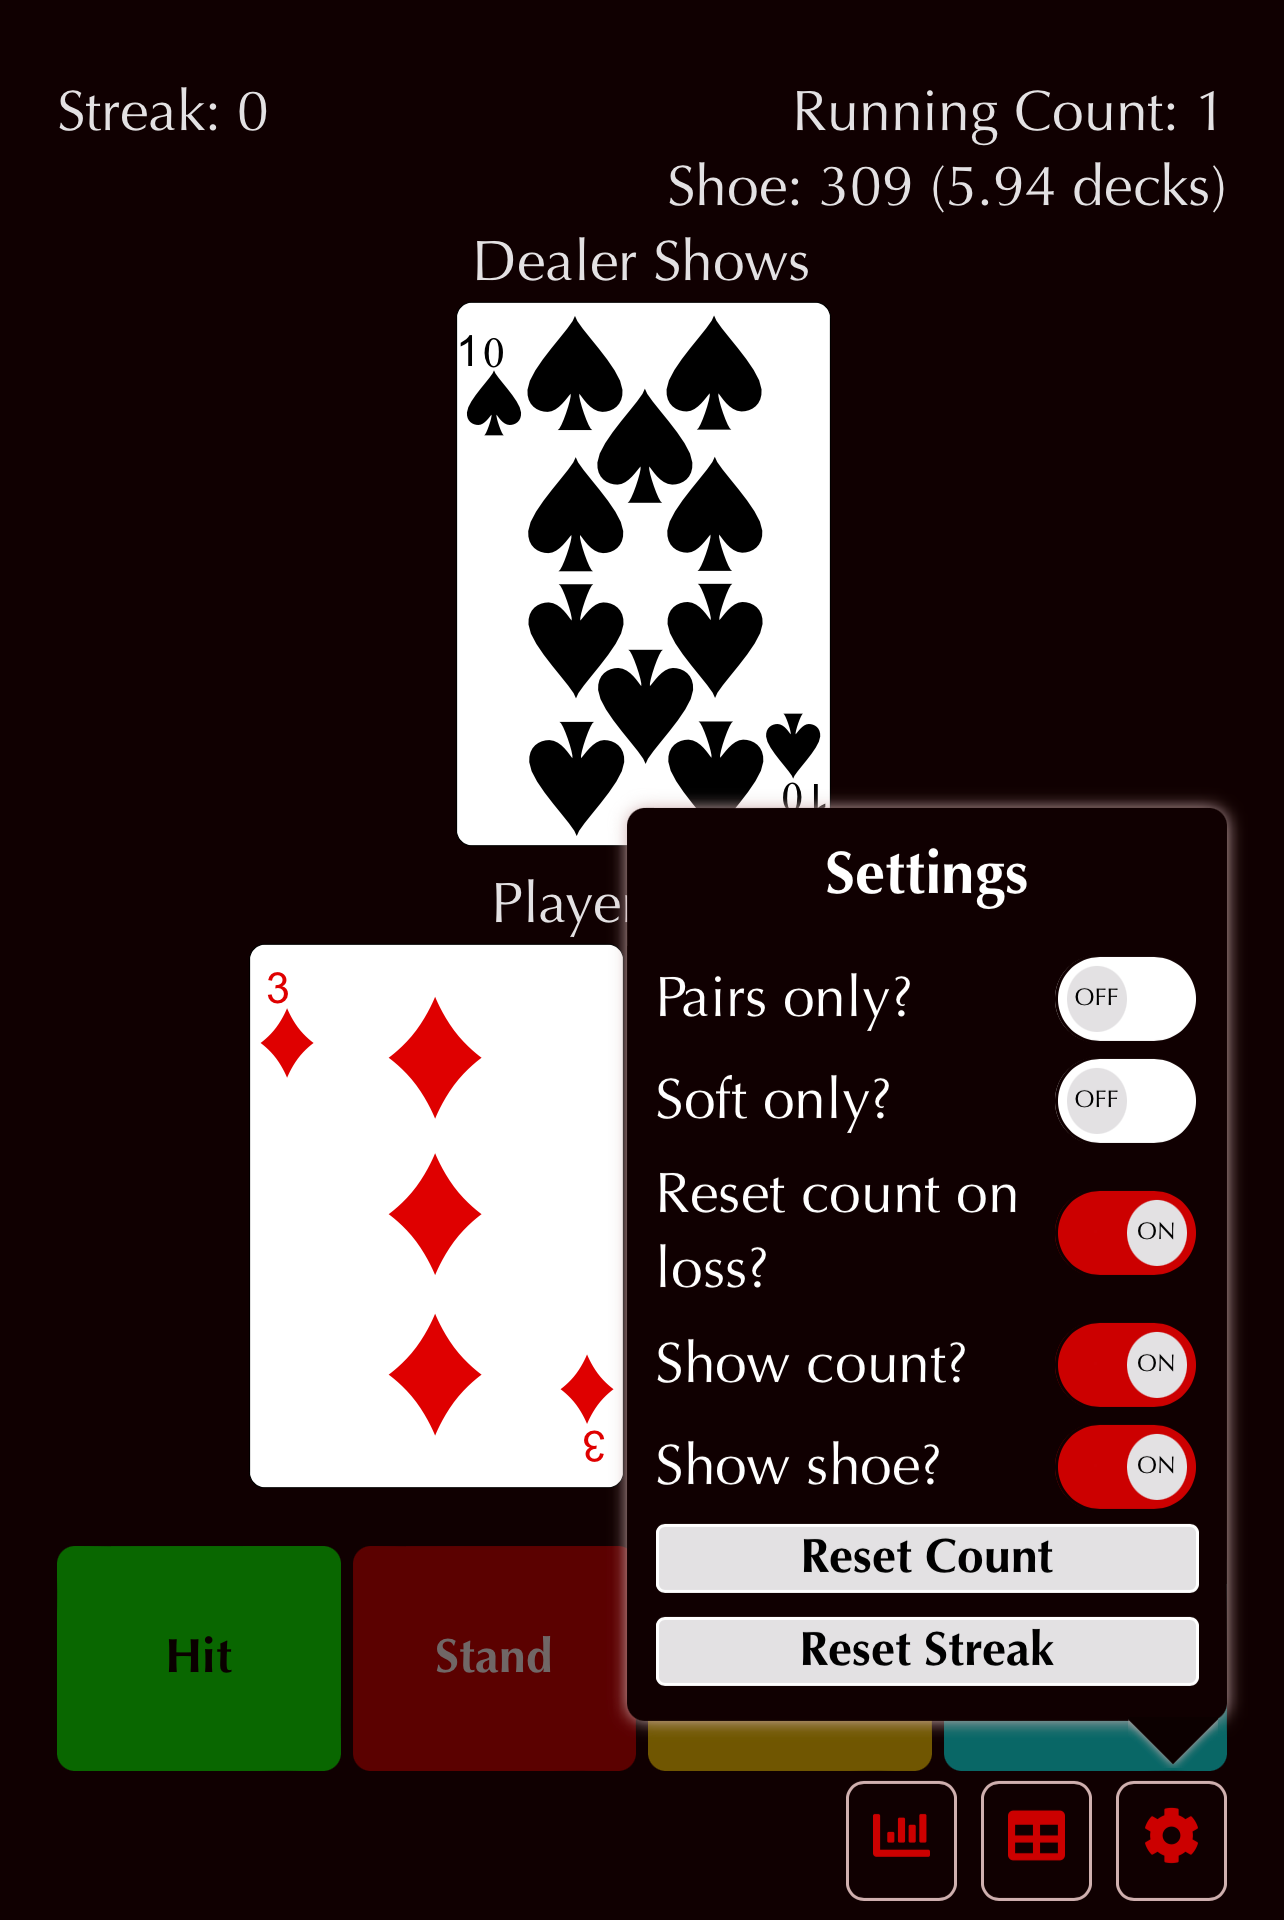 Streak: 0
Running Count: 1
Shoe: 309 (5.94 decks)
Dealer Shows
10
10
Player
3
3
Settings
Pairs only?
OFF
Soft only?
OFF
Reset count on
loss?
ON
Show count?
ON
Show shoe?
ON
Reset Count
Reset Streak
Hit
Stand